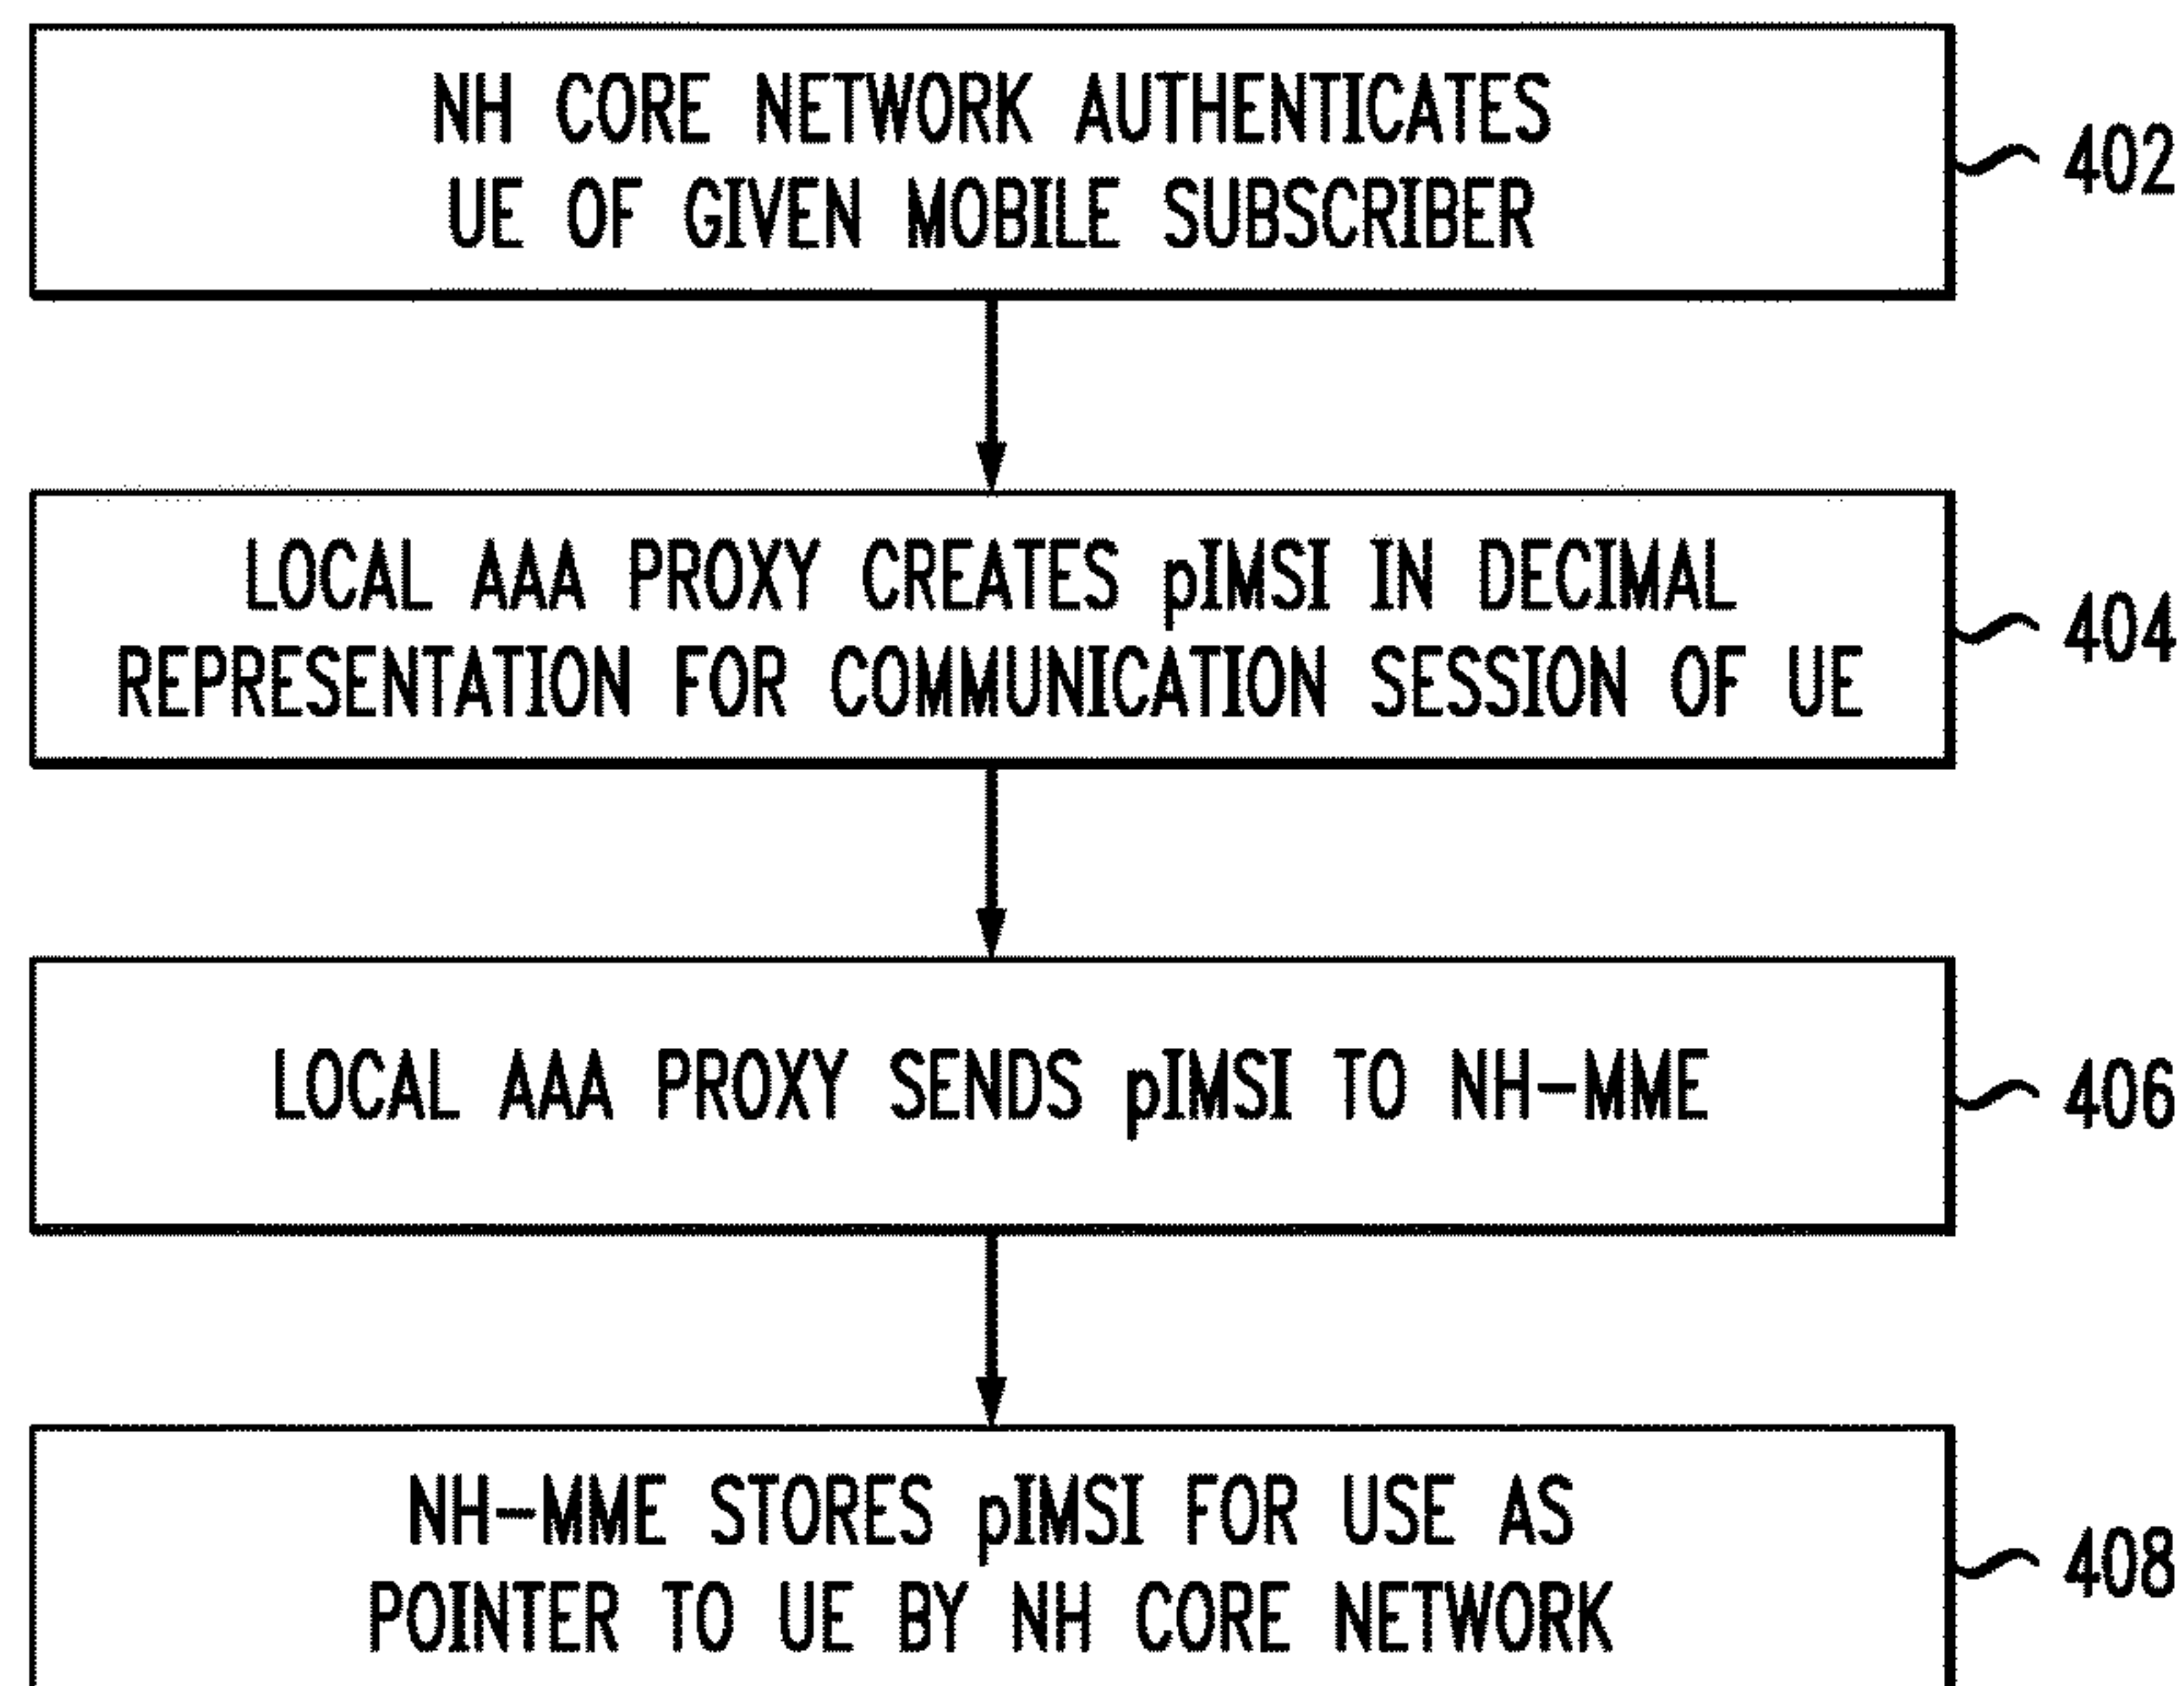 NH CORE NETWORK AUTHENTICATES
UE OF GIVEN MOBILE SUBSCRIBER
402
LOCAL AAA PROXY CREATES pIMSI IN DECIMAL
REPRESENTATION FOR COMMUNICATION SESSION OF UE
404
LOCAL AAA PROXY SENDS pIMSI TO NH-MME
406
NH-MME STORES pIMSI FOR USE AS
POINTER TO UE BY NH CORE NETWORK
408